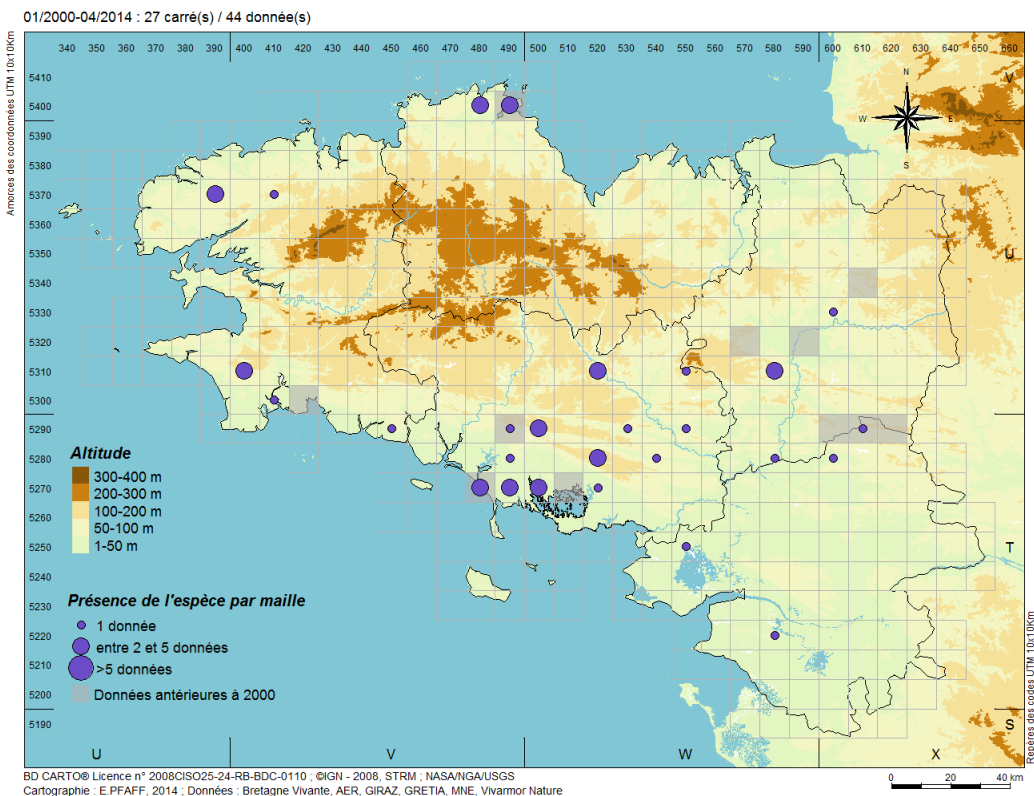 01/2000-04/2014 : 27 carré(s) / 44 donnée(s)
340 350 360 370 380 390 400 410 420 430 440 450 460 470 480 490 500 510 520 530 540 550 560 570 580 590 600 610 620 630 640 650 660
Amorces des coordonnées UTM 10x10Km
5410
5400
5390
5380
5370
5360
5350
5340
5330
5320
5310
5300
5290
5280
5270
5260
5250
5240
5230
5220
5210
5200
5190
N
W E
S
V
U
T
S
Altitude
300-400 m
200-300 m
100-200 m
50-100 m
1-50 m
Présence de l'espèce par maille
1 donnée
entre 2 et 5 données
>5 données
Données antérieures à 2000
U V W X
Repères des codes UTM 10x10Km
BD CARTO® Licence n° 2008CISO25-24-RB-BDC-0110 ; ©IGN - 2008, STRM ; NASA/NGA/USGS
Cartographie : E.PFAFF, 2014 ; Données : Bretagne Vivante, AER, GIRAZ, GRETIA, MNE, Vivarmor Nature
0 20 40 km